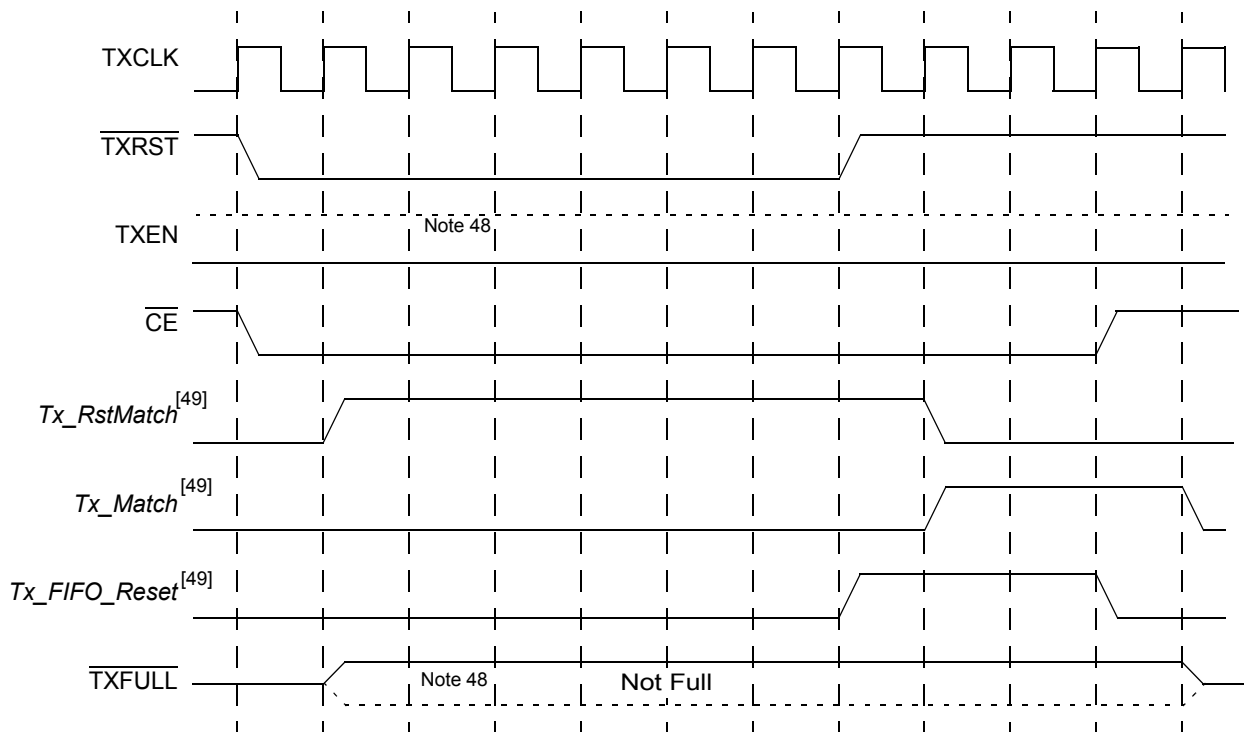 TXCLK
TXRST
TXEN
Note 48
CE
Tx_RstMatch[49]
Tx_Match[49]
Tx_FIFO_Reset[49]
TXFULL
Note 48
Not Full